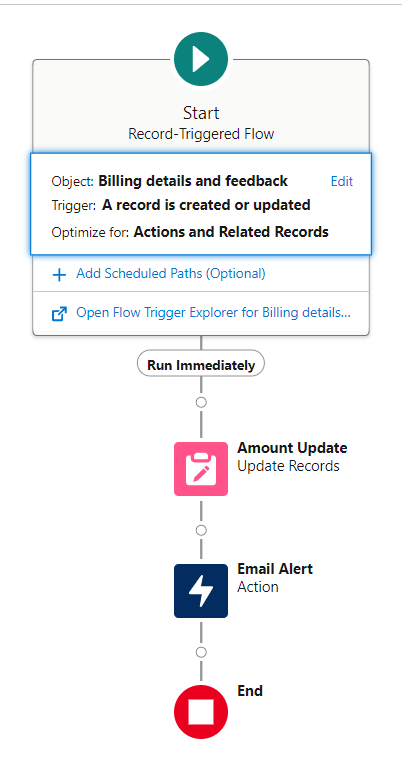 Start
Record-Triggered Flow
Object: Billing details and feedback Edit
Trigger: A record is created or updated
Optimize for: Actions and Related Records
Add Scheduled Paths (Optional)
Open Flow Trigger Explorer for Billing details...
Run Immediately
Amount Update
Update Records
Email Alert
Action
End